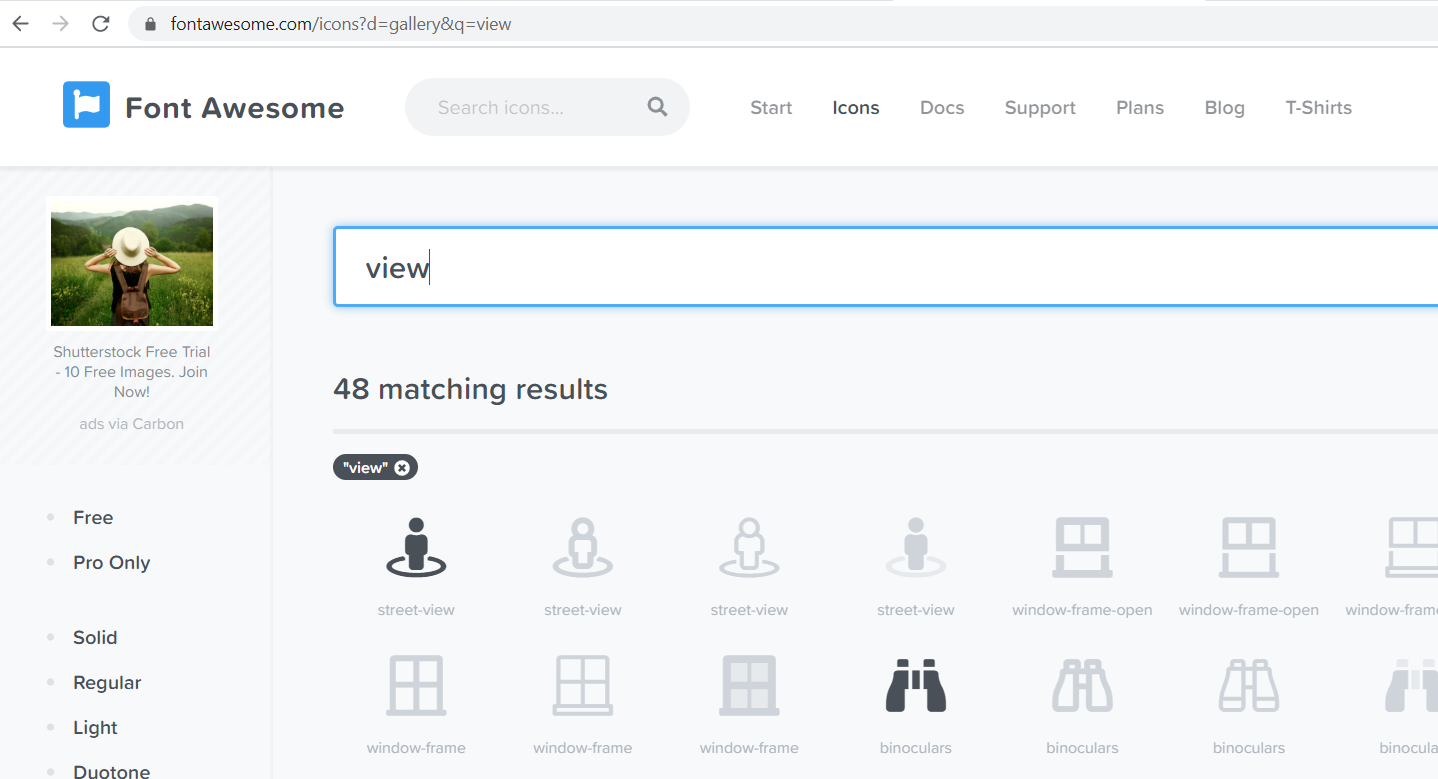 fontawesome.com/icons?d=gallery&q=view
Font Awesome
Search icons...
Start Icons Docs Support Plans Blog T-Shirts
Shutterstock Free Trial
- 10 Free Images. Join
Now!
ads via Carbon
Free
Pro Only
Solid
Regular
Light
Duotone
view
48 matching results
"view"
street-view street-view street-view street-view window-frame-open window-frame-open window-frame
window-frame window-frame window-frame binoculars binoculars binoculars binocula